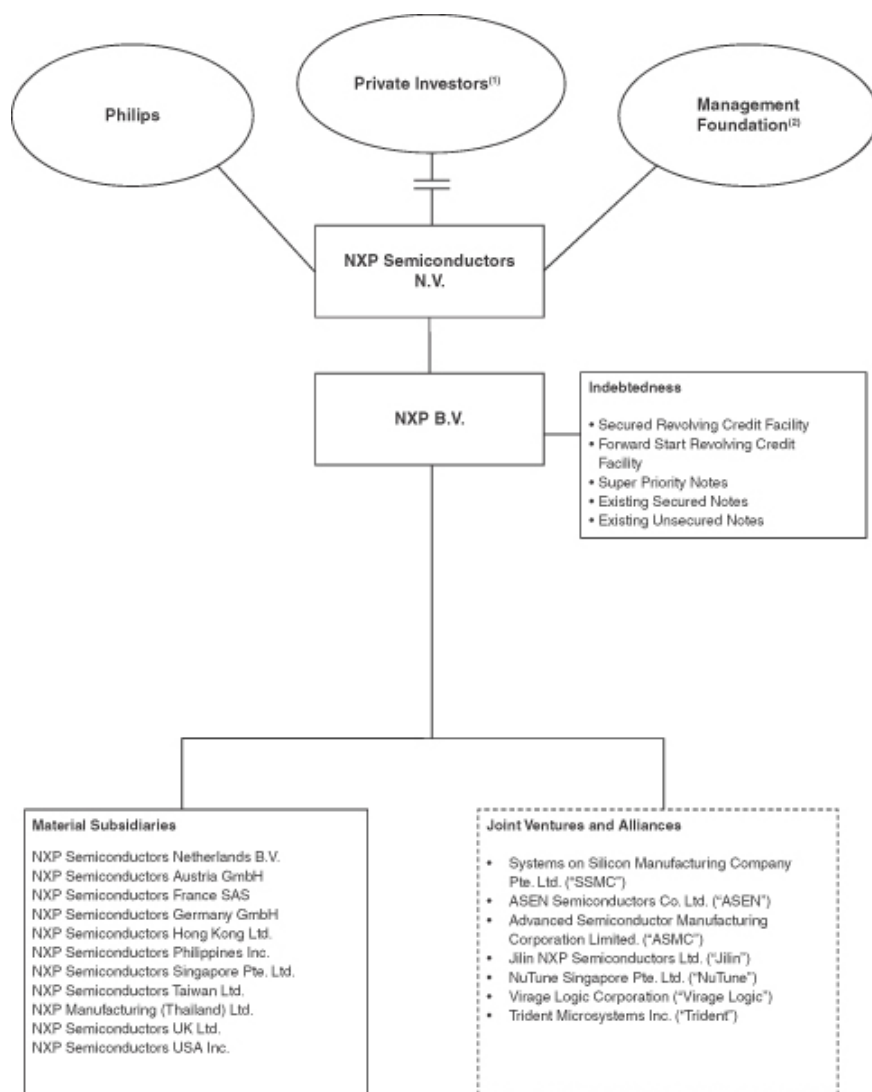 Private Investors(1)
Philips
Management
Foundation(2)
NXP Semiconductors
N.V.
NXP B.V.
Indebtedness
• Secured Revolving Credit Facility
• Forward Start Revolving Credit
Facility
• Super Priority Notes
• Existing Secured Notes
• Existing Unsecured Notes
Material Subsidiaries
NXP Semiconductors Netherlands B.V.
NXP Semiconductors Austria GmbH
NXP Semiconductors France SAS
NXP Semiconductors Germany GmbH
NXP Semiconductors Hong Kong Ltd.
NXP Semiconductors Philippines Inc.
NXP Semiconductors Singapore Pte. Ltd.
NXP Semiconductors Taiwan Ltd.
NXP Manufacturing (Thailand) Ltd.
NXP Semiconductors UK Ltd.
NXP Semiconductors USA Inc.
Joint Ventures and Alliances
• Systems on Silicon Manufacturing Company
Pte. Ltd. (“SSMC”)
• ASEN Semiconductors Co. Ltd. (“ASEN”)
• Advanced Semiconductor Manufacturing
Corporation Limited. (“ASMC”)
• Jilin NXP Semiconductors Ltd. (“Jilin”)
• NuTune Singapore Pte. Ltd. (“NuTune”)
• Virage Logic Corporation (“Virage Logic”)
• Trident Microsystems Inc. (“Trident”)